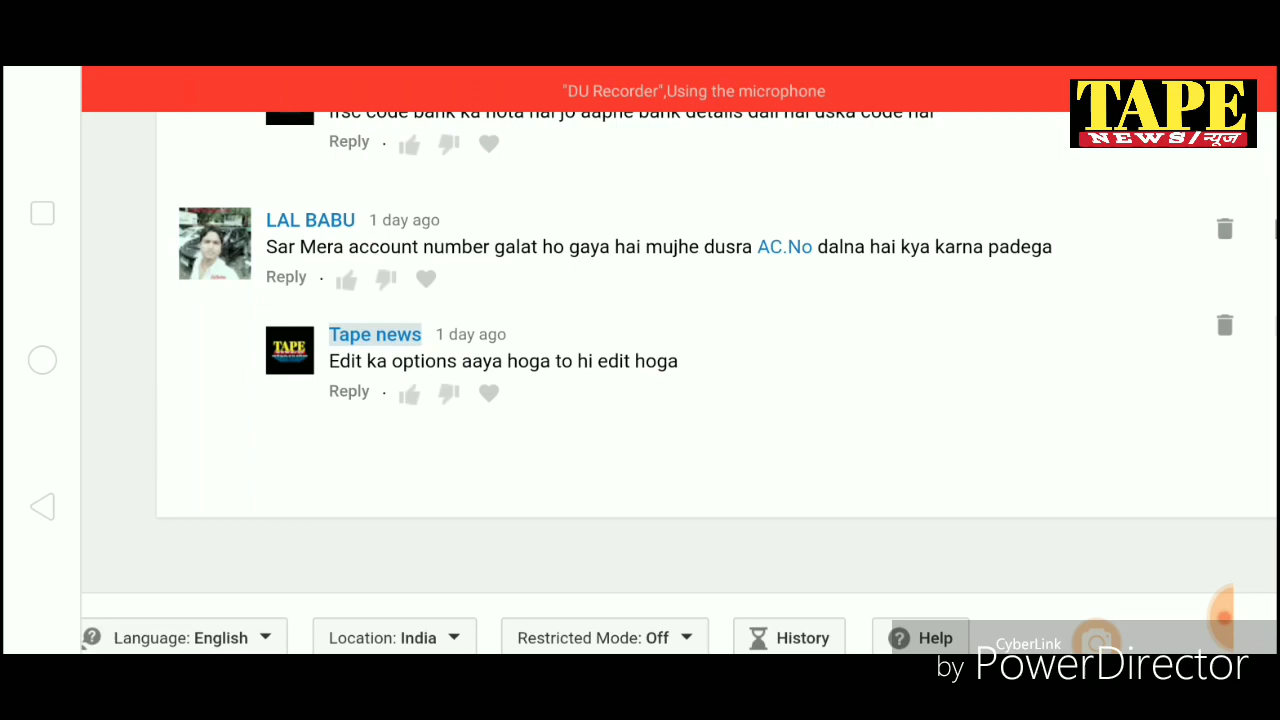 "DU Recorder",Using the microphone
TAPE
NEWS/न्यूज
code bank ka hota hai jo aapne bank details dali hai uska code hai
Reply .
LAL BABU 1 day ago
Sar Mera account number galat ho gaya hai mujhe dusra AC.No dalna hai kya karna padega
Reply .
TAPE
Tape news 1 day ago
Edit ka options aaya hoga to hi edit hoga
Reply .
Language: English Location: India Restricted Mode: Off History Help
CyberLink
by PowerDirector